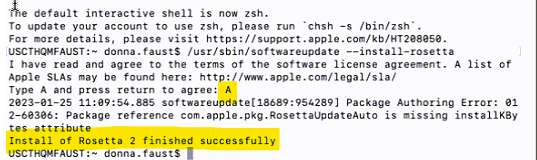 The default interactive shell is now zsh.
To update your account to use zsh, please run `chsh -s /bin/zsh`.
For more details, please visit https://support.apple.com/kb/HT208050.
USCTHQMFAUST:~ donna.faust$ /usr/sbin/softwareupdate --install-rosetta
I have read and agree to the terms of the software license agreement. A list of
Apple SLAs may be found here: http://www.apple.com/legal/sla/
Type A and press return to agree: A
2023-01-25 11:09:54.885 softwareupdate[18689:954289] Package Authoring Error: 01
2-60306: Package reference com.apple.pkg.RosettaUpdateAuto is missing installKBy
tes attribute
Install of Rosetta 2 finished successfully
USCTHQMFAUST:~ donna.faust$